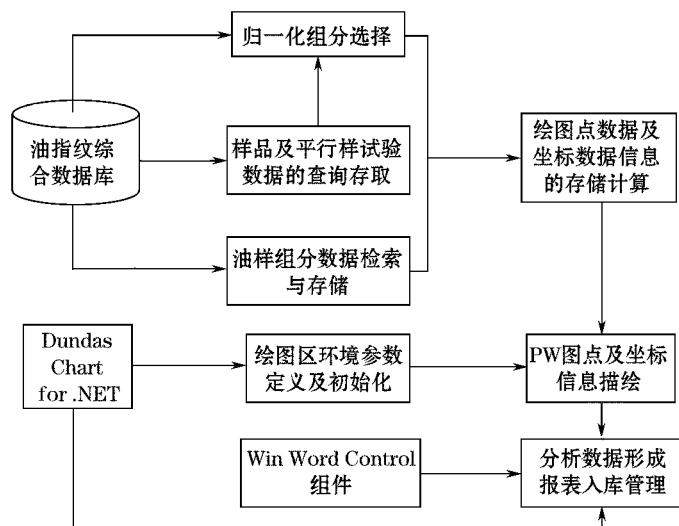 归一化组分选择
油指纹综
合数据库
样品及平行样试验
数据的查询存取
绘图点数据及
坐标数据信息
的存储计算
油样组分数据检索
与存储
Dundas
Chart
for .NET
绘图区环境参数
定义及初始化
PW图点及坐标
信息描绘
Win Word Control
组件
分析数据形成
报表入库管理